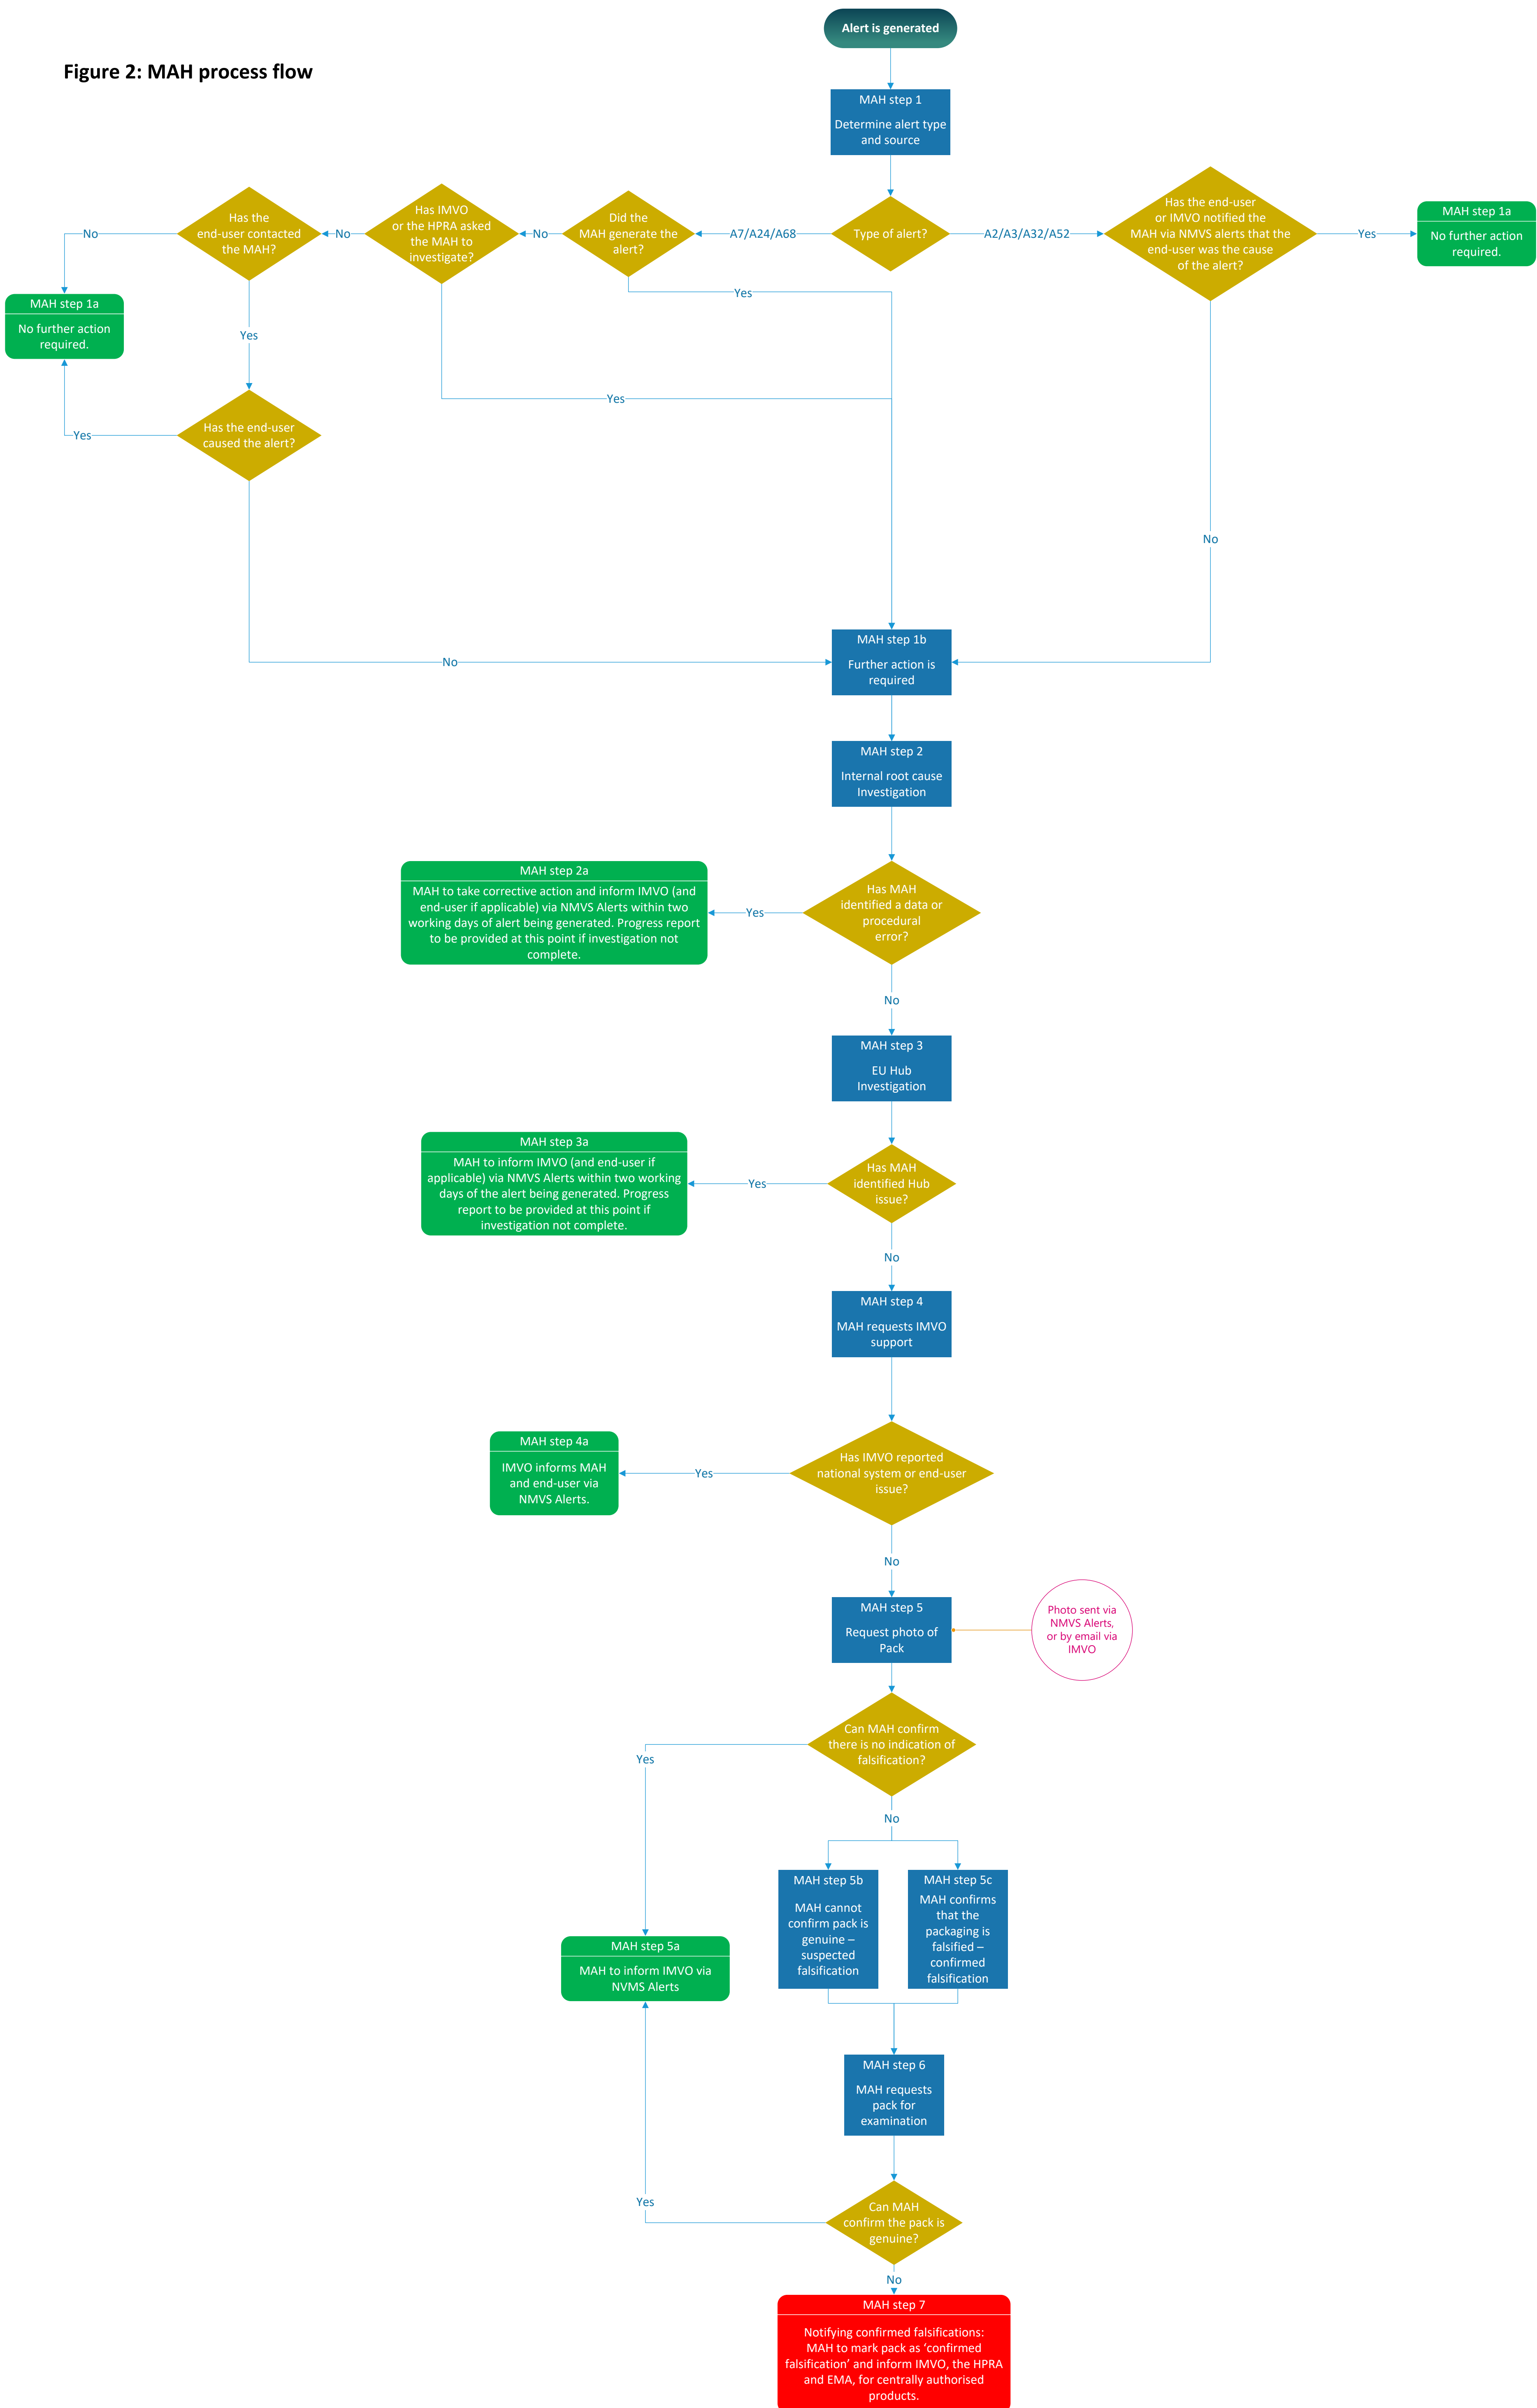 Alert is generated
Figure 2: MAH process flow
MAH step 1
Determine alert type
and source
Has the
end-user contacted
the MAH?
Has IMVO
or the HPRA asked
the MAH to
investigate?
Did the
MAH generate the
alert?
Type of alert?
Has the end-user
or IMVO notified the
MAH via NMVS alerts that the
end-user was the cause
of the alert?
MAH step 1a
No further action
required.
No
No
No
A7/A24/A68
A2/A3/A32/A52
Yes
Yes
MAH step 1a
No further action
required.
Yes
Yes
Has the end-user
caused the alert?
Yes
No
No
MAH step 1b
Further action is
required
MAH step 2
Internal root cause
Investigation
MAH step 2a
MAH to take corrective action and inform IMVO (and
end-user if applicable) via NMVS Alerts within two
working days of alert being generated. Progress report
to be provided at this point if investigation not
complete.
Yes
Has MAH
identified a data or
procedural
error?
No
MAH step 3
EU Hub
Investigation
MAH step 3a
MAH to inform IMVO (and end-user if
applicable) via NMVS Alerts within two working
days of the alert being generated. Progress
report to be provided at this point if
investigation not complete.
Yes
Has MAH
identified Hub
issue?
No
MAH step 4
MAH requests IMVO
support
MAH step 4a
IMVO informs MAH
and end-user via
NMVS Alerts.
Yes
Has IMVO reported
national system or end-user
issue?
No
MAH step 5
Request photo of
Pack
Photo sent via
NMVS Alerts,
or by email via
IMVO
Can MAH confirm
there is no indication of
falsification?
Yes
No
MAH step 5b
MAH cannot
confirm pack is
genuine –
suspected
falsification
MAH step 5c
MAH confirms
that the
packaging is
falsified –
confirmed
falsification
MAH step 5a
MAH to inform IMVO via
NVMS Alerts
MAH step 6
MAH requests
pack for
examination
Yes
Can MAH
confirm the pack is
genuine?
No
MAH step 7
Notifying confirmed falsifications:
MAH to mark pack as ‘confirmed
falsification’ and inform IMVO, the HPRA
and EMA, for centrally authorised
products.